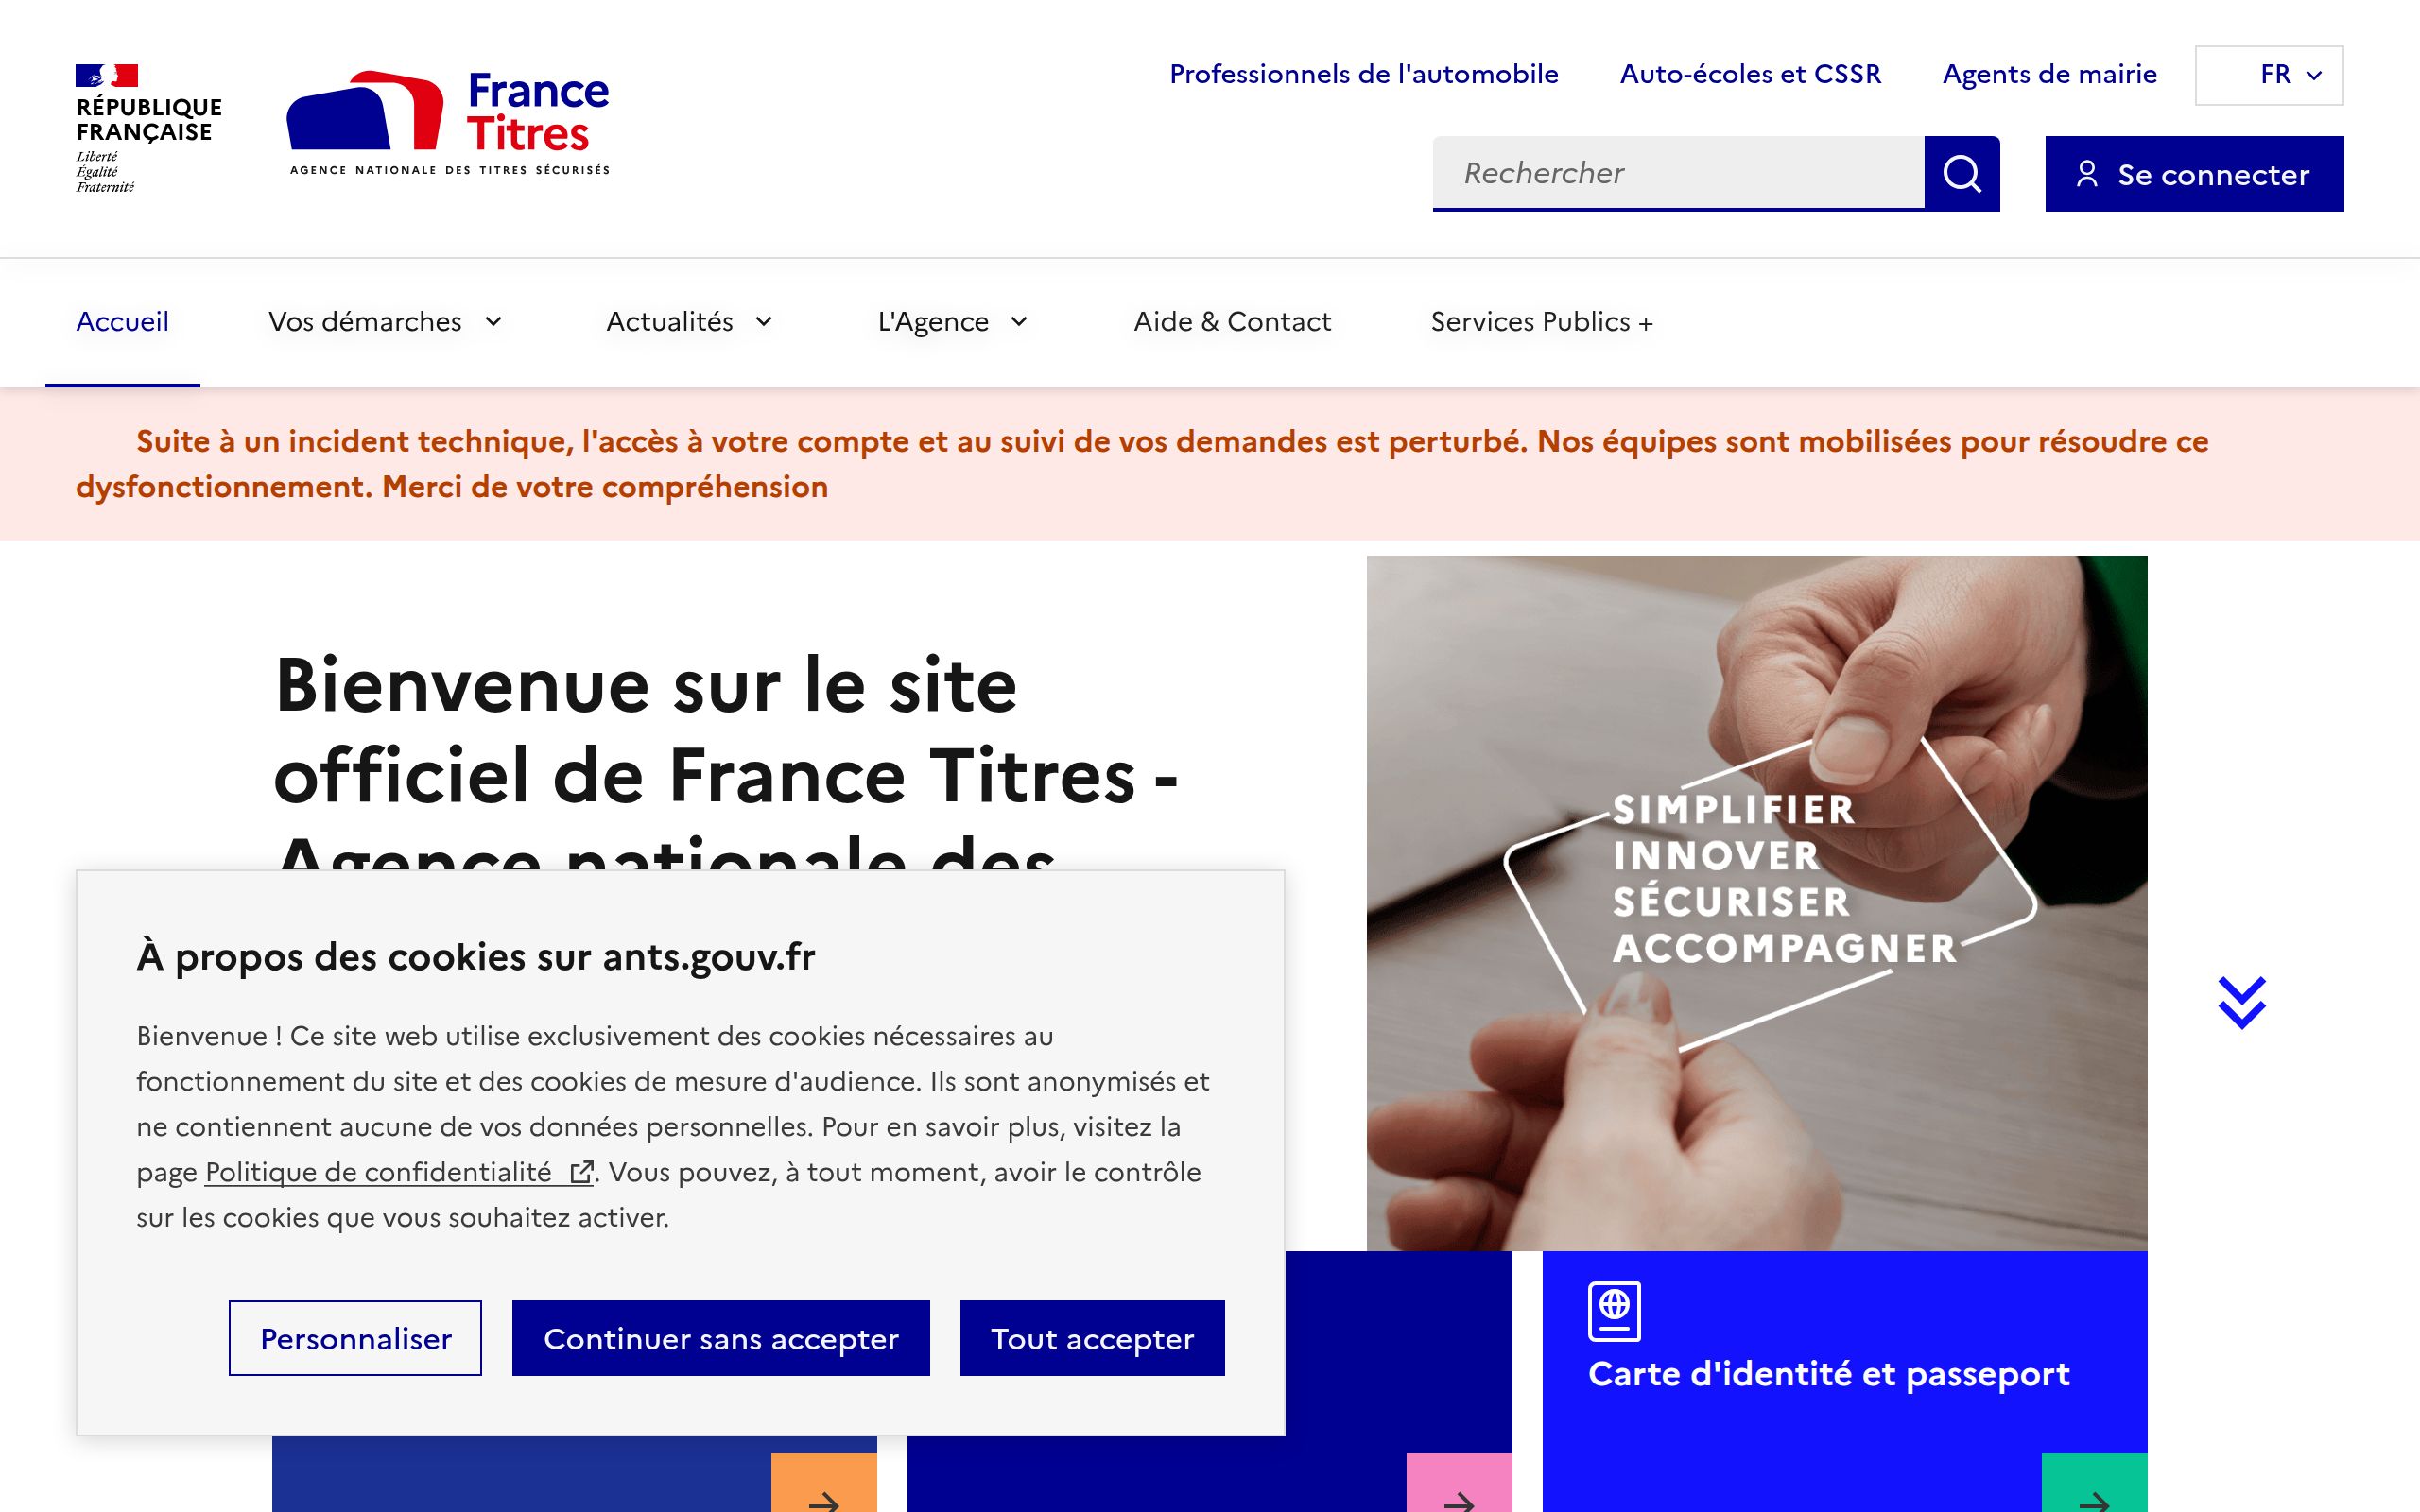 RÉPUBLIQUE
FRANÇAISE
Liberté
Égalité
Fraternité
France
Titres
AGENCE NATIONALE DES TITRES SÉCURISÉS
Professionnels de l'automobile
Auto-écoles et CSSR
Agents de mairie
FR
Rechercher
Se connecter
Accueil
Vos démarches
Actualités
L'Agence
Aide & Contact
Services Publics +
Suite à un incident technique, l'accès à votre compte et au suivi de vos demandes est perturbé. Nos équipes sont mobilisées pour résoudre ce
dysfonctionnement. Merci de votre compréhension
Bienvenue sur le site
officiel de France Titres -
Agence nationale des
SIMPLIFIER
INNOVER
SÉCURISER
ACCOMPAGNER
À propos des cookies sur ants.gouv.fr
Bienvenue ! Ce site web utilise exclusivement des cookies nécessaires au
fonctionnement du site et des cookies de mesure d'audience. Ils sont anonymisés et
ne contiennent aucune de vos données personnelles. Pour en savoir plus, visitez la
page Politique de confidentialité . Vous pouvez, à tout moment, avoir le contrôle
sur les cookies que vous souhaitez activer.
Personnaliser
Continuer sans accepter
Tout accepter
Carte d'identité et passeport